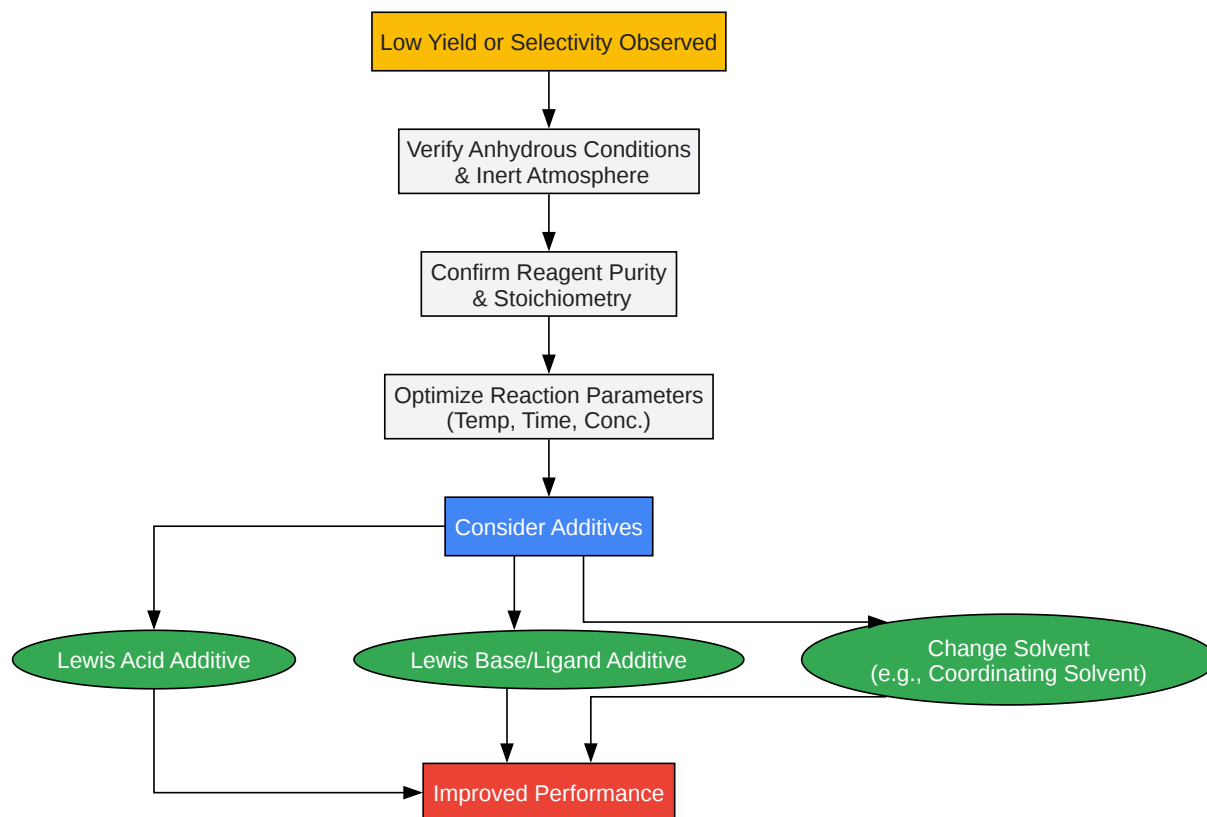 Low Yield or Selectivity Observed
Verify Anhydrous Conditions
& Inert Atmosphere
Confirm Reagent Purity
& Stoichiometry
Optimize Reaction Parameters
(Temp, Time, Conc.)
Consider Additives
Lewis Acid Additive
Lewis Base/Ligand Additive
Change Solvent
(e.g., Coordinating Solvent)
Improved Performance